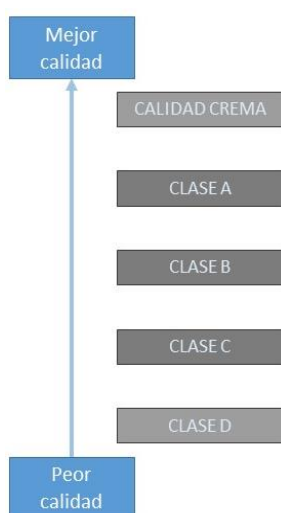 Mejor
calidad
CALIDAD CREMA
CLASE A
CLASE B
CLASE C
CLASE D
Peor
calidad